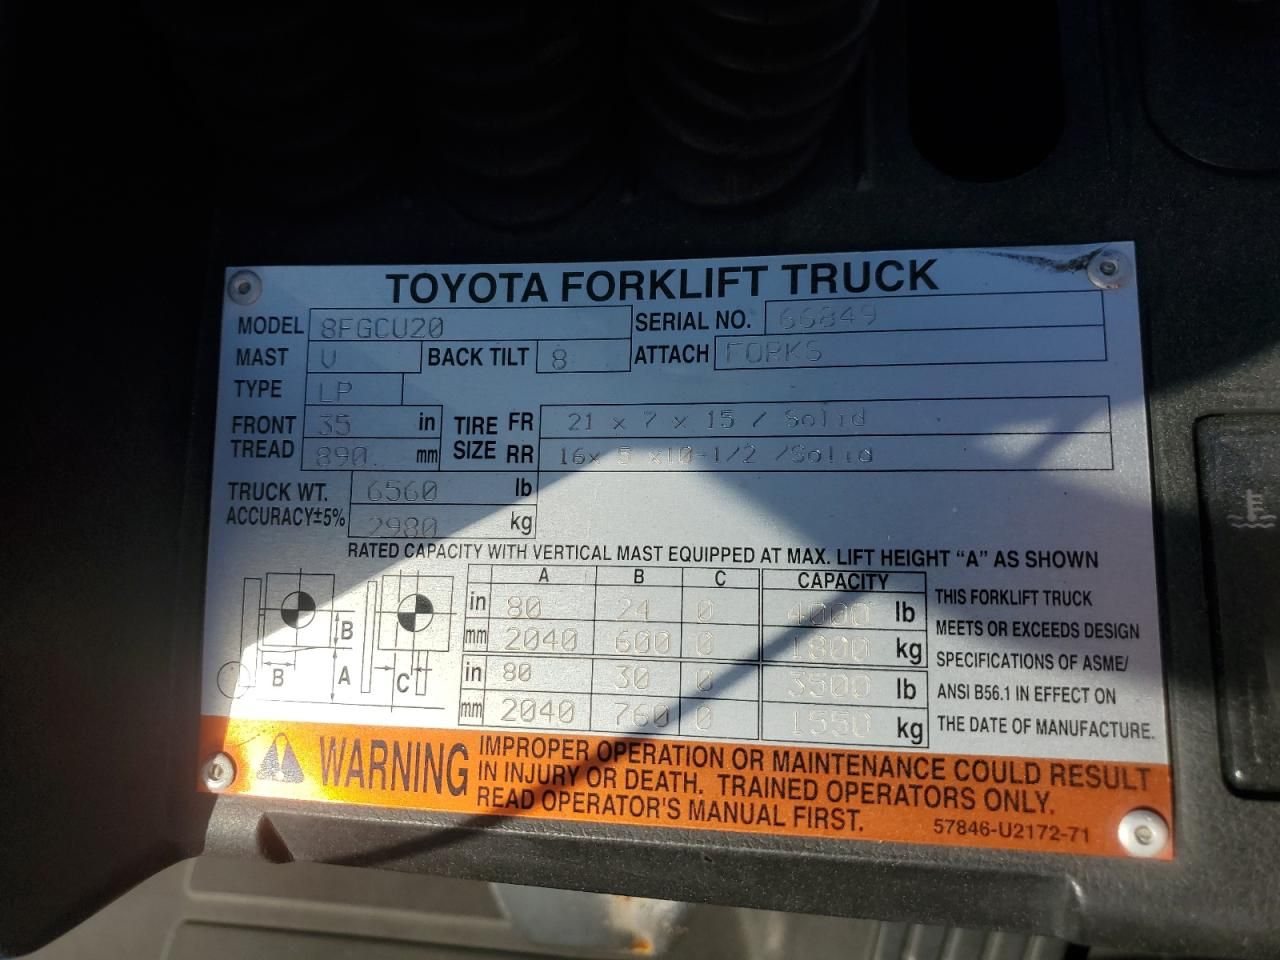 TOYOTA FORKLIFT TRUCK
MODEL 8FGCU20 SERIAL NO. 66849
MAST V BACK TILT 8 ATTACH FORKS
TYPE LP
FRONT TREAD 35 in 890 mm
TIRE SIZE FR 21 x 7 x 15 / Solid
RR 16x 5 x10-1/2 /Solid
TRUCK WT. 6560 lb
ACCURACY±5% 2980 kg
RATED CAPACITY WITH VERTICAL MAST EQUIPPED AT MAX. LIFT HEIGHT "A" AS SHOWN
A B C CAPACITY
in 80 24 0 4000 lb
mm 2040 600 0 1800 kg
in 80 30 0 3500 lb
mm 2040 760 0 1550 kg
B
B A C
THIS FORKLIFT TRUCK
MEETS OR EXCEEDS DESIGN
SPECIFICATIONS OF ASME/
ANSI B56.1 IN EFFECT ON
THE DATE OF MANUFACTURE.
WARNING
IMPROPER OPERATION OR MAINTENANCE COULD RESULT
IN INJURY OR DEATH. TRAINED OPERATORS ONLY.
READ OPERATOR'S MANUAL FIRST.
57846-U2172-71